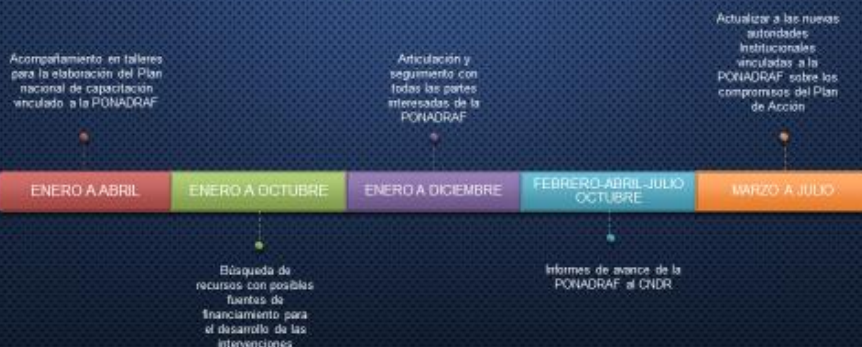 Acompañamiento en talleres
para la elaboración del Plan
nacional de capacitación
vinculado a la PONADRAF
Articulación y
seguimiento con
todas las partes
interesadas de la
PONADRAF
Actualizar a las nuevas
autoridades
Institucionales
vinculadas a la
PONADRAF sobre los
compromisos del Plan
de Acción
ENERO A ABRIL
ENERO A OCTUBRE
ENERO A DICIEMBRE
FEBRERO-ABRIL-JULIO
OCTUBRE
MARZO A JULIO
Búsqueda de
recursos con posibles
fuentes de
financiamiento para
el desarrollo de las
intervenciones
Informes de avance de la
PONADRAF al CNDR